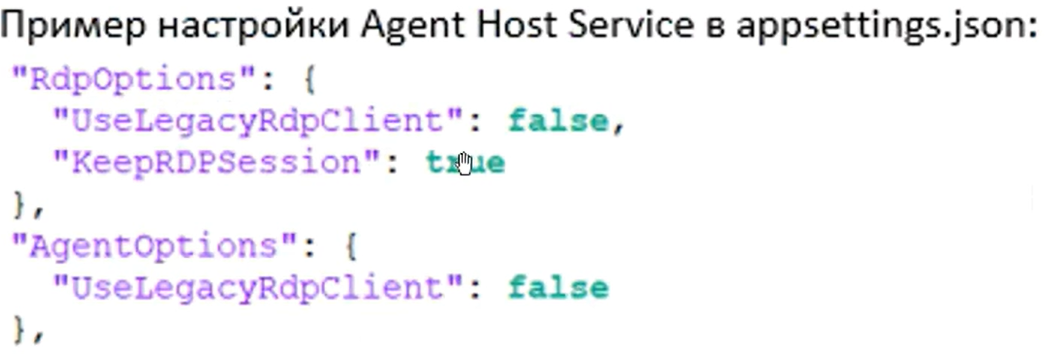 Пример настройки Agent Host Service в appsettings.json:
"RdpOptions": {
"UseLegacyRdpClient": false,
"KeepRDPSession": true
},
"AgentOptions": {
"UseLegacyRdpClient": false
},